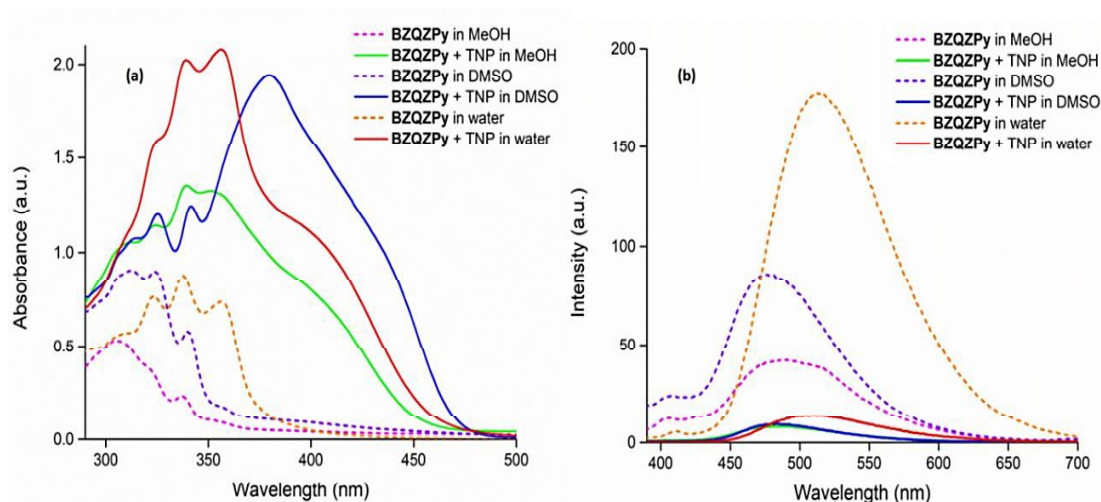 (a)
BZQZPy in MeOH
BZQZPy + TNP in MeOH
BZQZPy in DMSO
BZQZPy + TNP in DMSO
BZQZPy in water
BZQZPy + TNP in water
2.0
1.5
1.0
0.5
0.0
Absorbance (a.u.)
300
350
400
450
500
Wavelength (nm)
(b)
BZQZPy in MeOH
BZQZPy + TNP in MeOH
BZQZPy in DMSO
BZQZPy + TNP in DMSO
BZQZPy in water
BZQZPy + TNP in water
200
150
100
50
0
Intensity (a.u.)
400
450
500
550
600
650
700
Wavelength (nm)